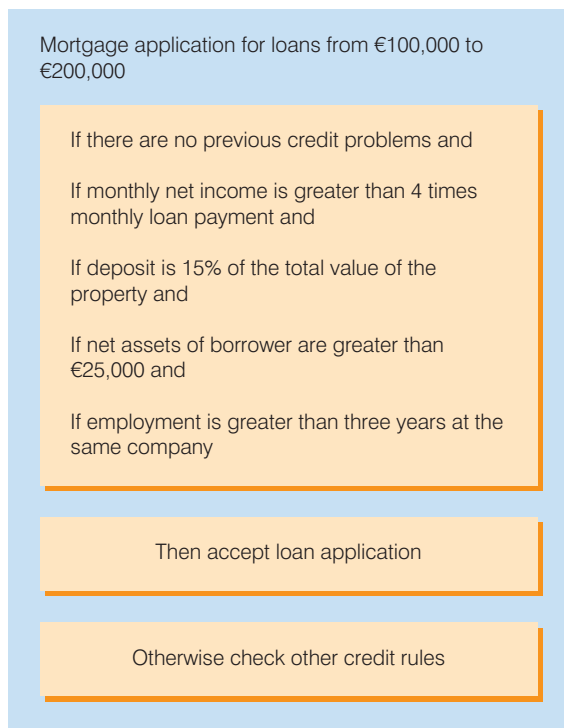 Mortgage application for loans from €100,000 to
€200,000
If there are no previous credit problems and
If monthly net income is greater than 4 times
monthly loan payment and
If deposit is 15% of the total value of the
property and
If net assets of borrower are greater than
€25,000 and
If employment is greater than three years at the
same company
Then accept loan application
Otherwise check other credit rules